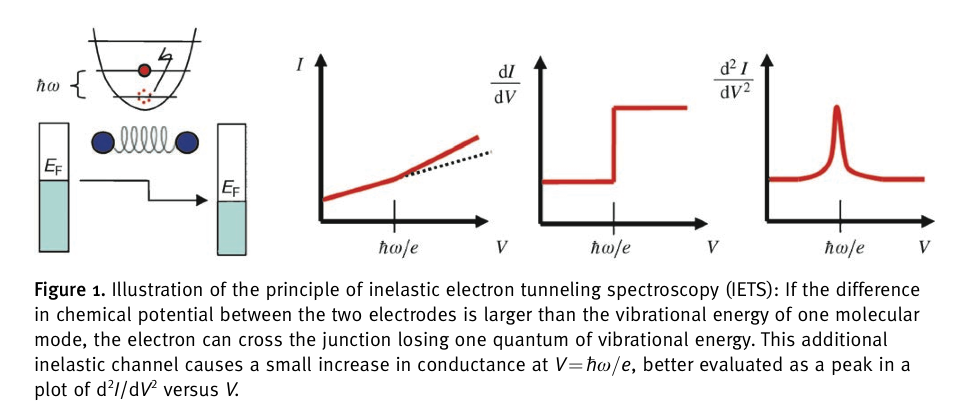 ħω
E_F
E_F
I
ħω/e
V
dI
dV
ħω/e
V
d² I
dV²
ħω/e
V
Figure 1. Illustration of the principle of inelastic electron tunneling spectroscopy (IETS): If the difference
in chemical potential between the two electrodes is larger than the vibrational energy of one molecular
mode, the electron can cross the junction losing one quantum of vibrational energy. This additional
inelastic channel causes a small increase in conductance at V=ħω/e, better evaluated as a peak in a
plot of d²I/dV² versus V.